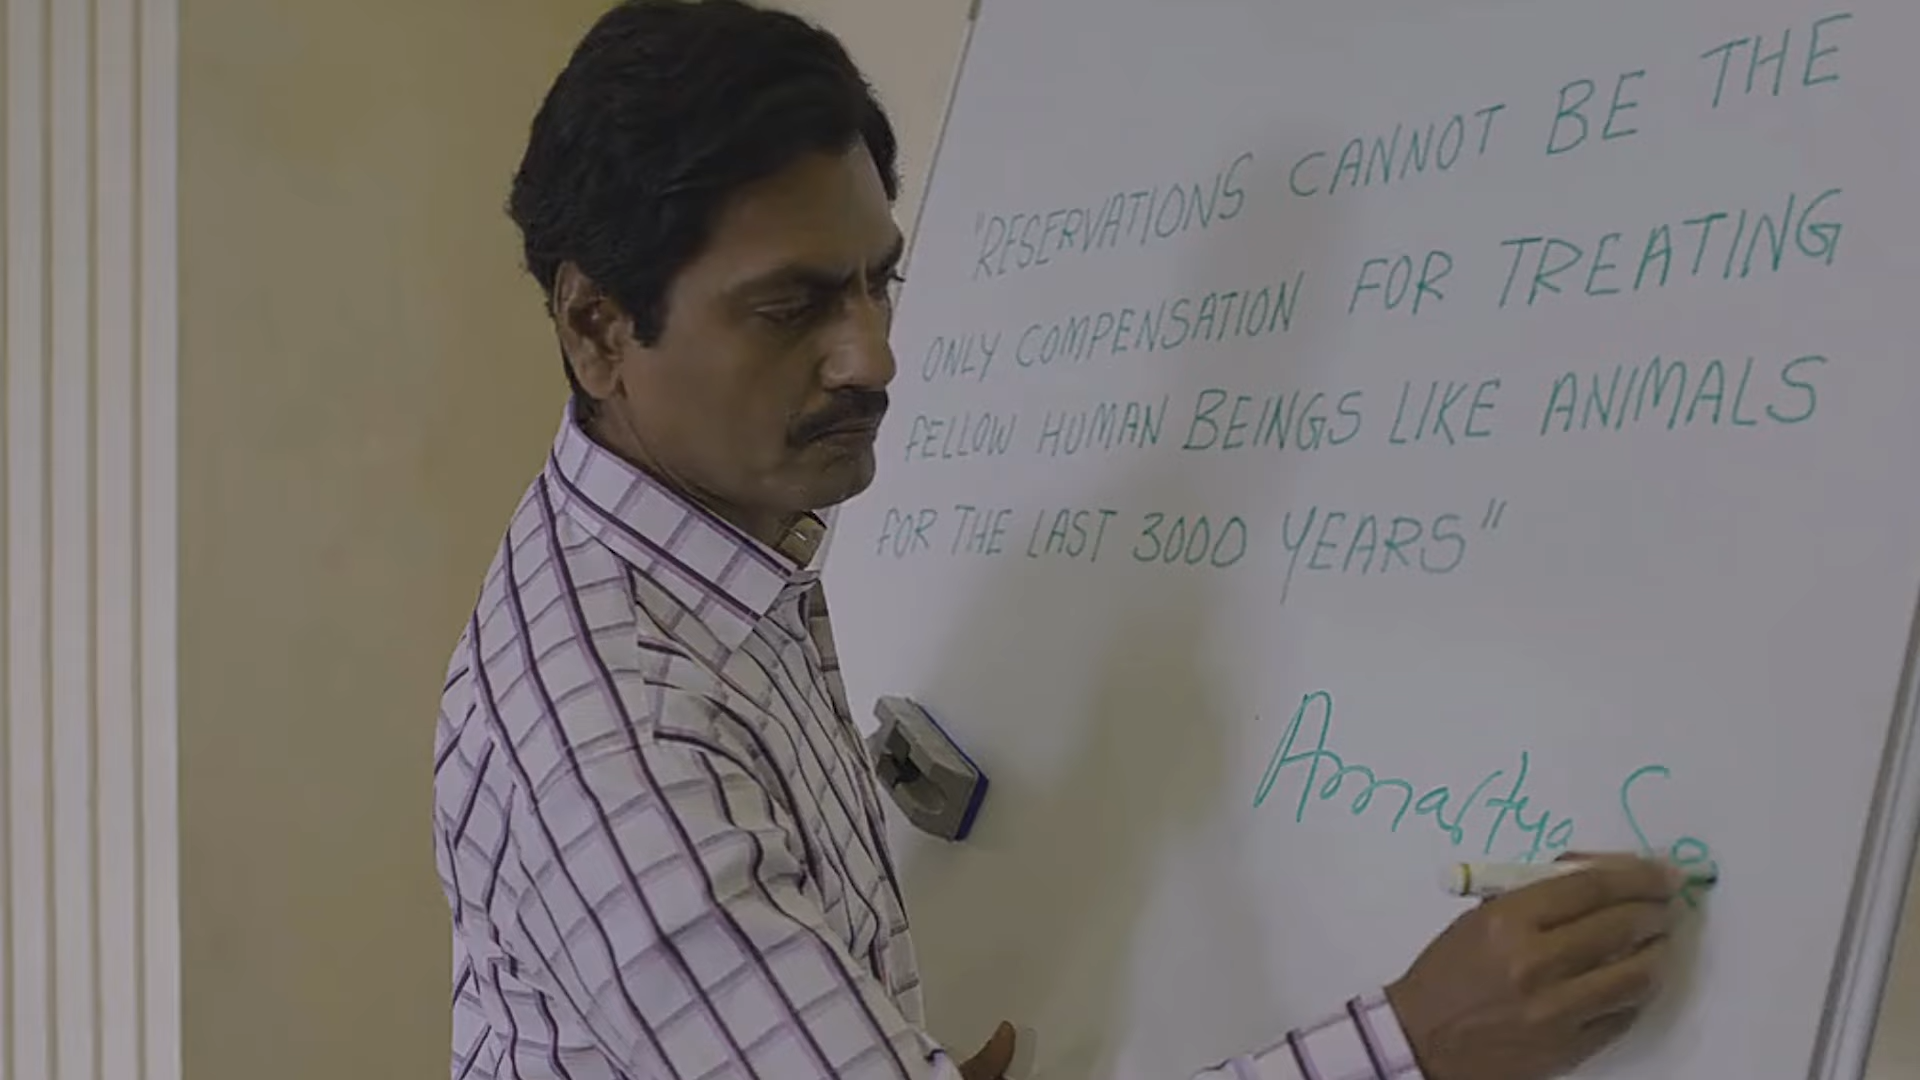 "RESERVATIONS CANNOT BE THE
ONLY COMPENSATION FOR TREATING
FELLOW HUMAN BEINGS LIKE ANIMALS
FOR THE LAST 3000 YEARS"
Amartya Se